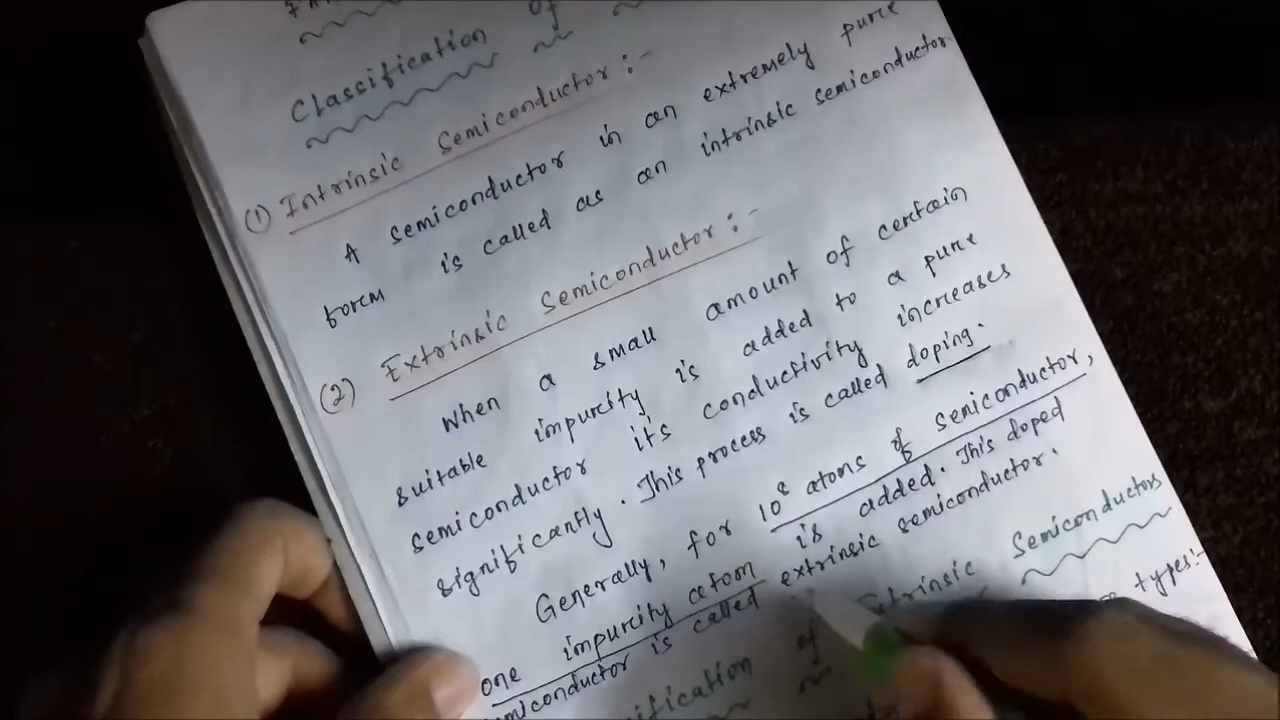 Classification of
(1) Intrinsic Semiconductor :-
A semiconductor in an extremely pure
form is called as an intrinsic semiconductor
(2) Extrinsic Semiconductor :-
When a small amount of certain
suitable impurity is added to a pure
semiconductor its conductivity increases
significantly. This process is called doping.
Generally, for 10⁸ atoms of semiconductor,
one impurity atom is added. This doped
semiconductor is called extrinsic semiconductor.
of Extrinsic Semiconductors
types:-